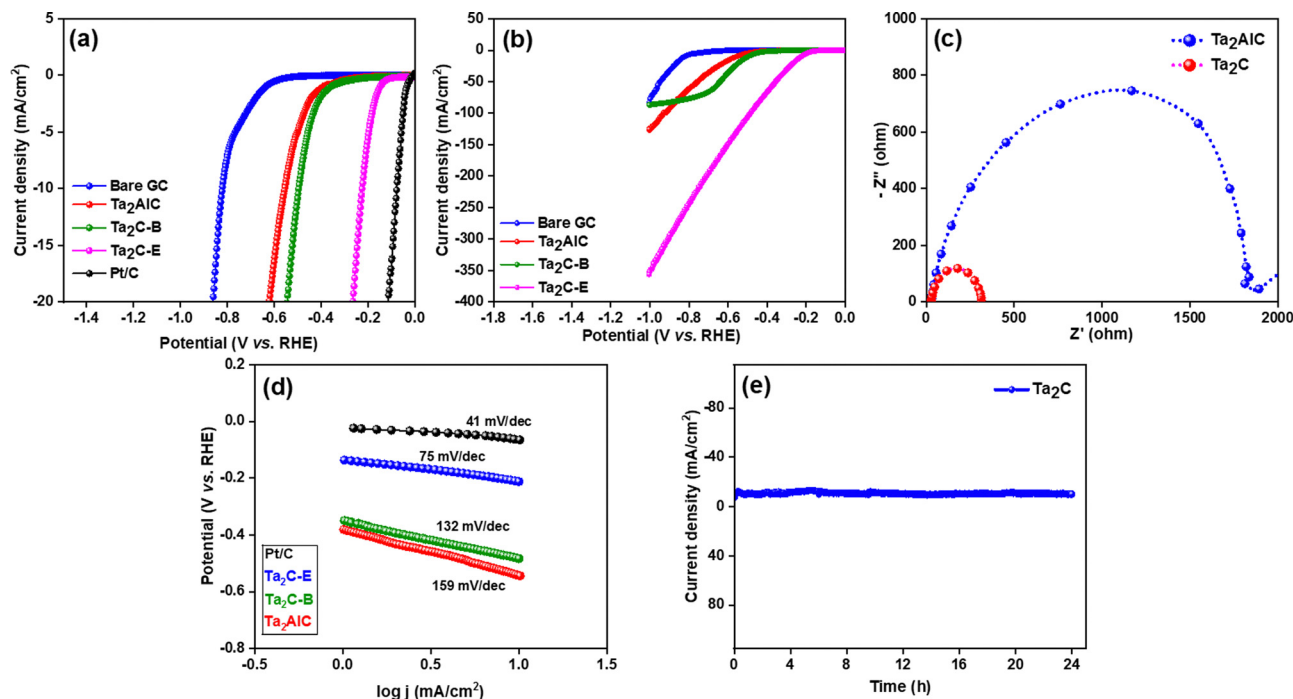 (a)
Current density (mA/cm²)
0
-5
-10
-15
-20
Bare GC
Ta₂AlC
Ta₂C-B
Ta₂C-E
Pt/C
-1.4 -1.2 -1.0 -0.8 -0.6 -0.4 -0.2 0.0
Potential (V vs. RHE)
(b)
Current density (mA/cm²)
50
0
-50
-100
-150
-200
-250
-300
-350
-400
Bare GC
Ta₂AlC
Ta₂C-B
Ta₂C-E
-1.8 -1.6 -1.4 -1.2 -1.0 -0.8 -0.6 -0.4 -0.2 0.0
Potential (V vs. RHE)
(c)
- Z'' (ohm)
1000
800
600
400
200
0
Ta₂AlC
Ta₂C
0 500 1000 1500 2000
Z' (ohm)
(d)
Potential (V vs. RHE)
0.2
0.0
-0.2
-0.4
-0.6
-0.8
41 mV/dec
75 mV/dec
132 mV/dec
159 mV/dec
Pt/C
Ta₂C-E
Ta₂C-B
Ta₂AlC
-0.5 0.0 0.5 1.0 1.5
log j (mA/cm²)
(e)
Current density (mA/cm²)
-80
-40
0
40
80
Ta₂C
0 4 8 12 16 20 24
Time (h)